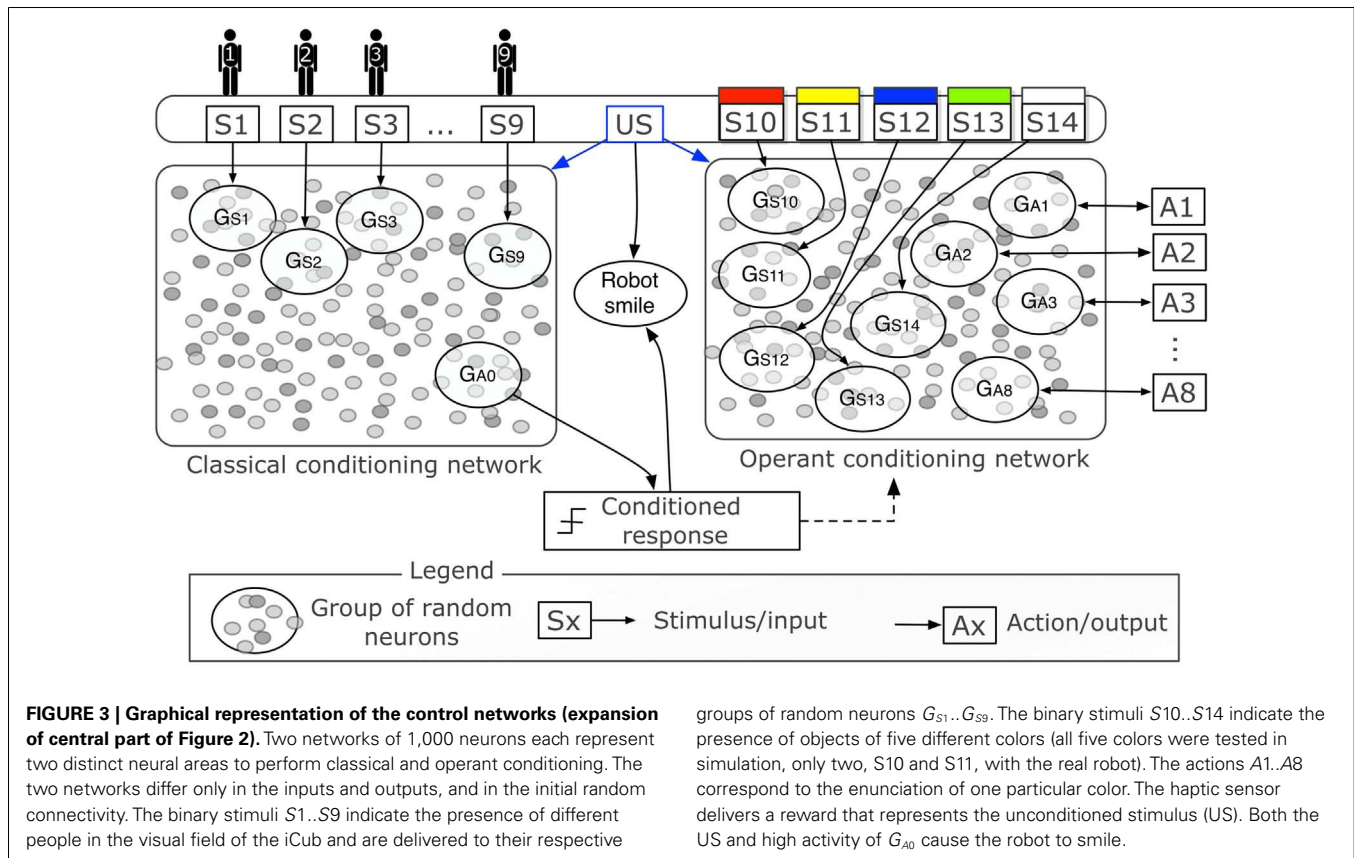 1 2 3 9
S1 S2 S3 ... S9 US S10 S11 S12 S13 S14
GS1 GS2 GS3 GS9
GS10 GS11 GS12 GS13 GS14
GA1 GA2 GA3 GA8
A1
A2
A3
⋮
A8
Robot
smile
GA0
Classical conditioning network
Operant conditioning network
Conditioned
response
Legend
Group of random
neurons
Sx Stimulus/input
Ax Action/output
FIGURE 3 | Graphical representation of the control networks (expansion
of central part of Figure 2). Two networks of 1,000 neurons each represent
two distinct neural areas to perform classical and operant conditioning. The
two networks differ only in the inputs and outputs, and in the initial random
connectivity. The binary stimuli S1..S9 indicate the presence of different
people in the visual field of the iCub and are delivered to their respective
groups of random neurons GS1..GS9. The binary stimuli S10..S14 indicate the
presence of objects of five different colors (all five colors were tested in
simulation, only two, S10 and S11, with the real robot). The actions A1..A8
correspond to the enunciation of one particular color. The haptic sensor
delivers a reward that represents the unconditioned stimulus (US). Both the
US and high activity of GA0 cause the robot to smile.